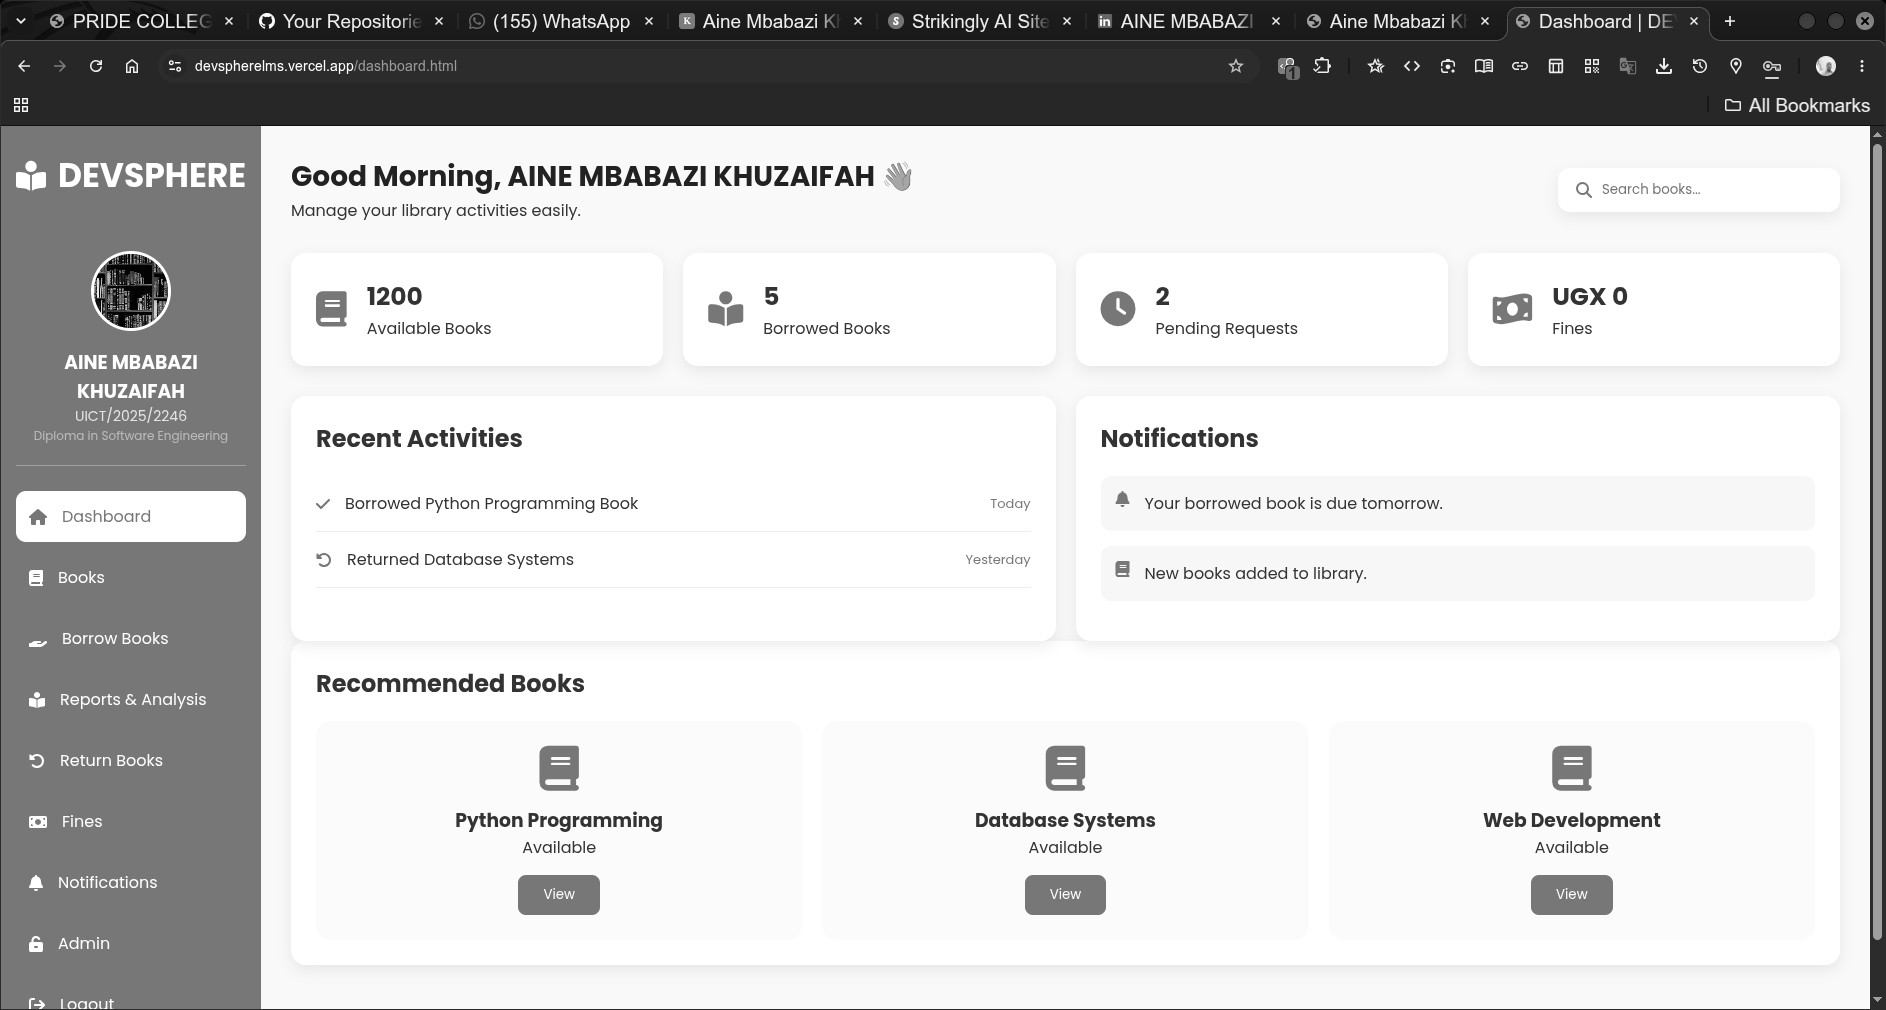 PRIDE COLLEG
Your Repositorie
(155) WhatsApp
Aine Mbabazi Kh
Strikingly AI Site
AINE MBABAZI
Aine Mbabazi Kh
Dashboard | DE
devspherelms.vercel.app/dashboard.html
All Bookmarks
DEVSPHERE
AINE MBABAZI
KHUZAIFAH
UICT/2025/2246
Diploma in Software Engineering
Dashboard
Books
Borrow Books
Reports & Analysis
Return Books
Fines
Notifications
Admin
Logout
Good Morning, AINE MBABAZI KHUZAIFAH 👋
Manage your library activities easily.
Search books...
1200
Available Books
5
Borrowed Books
2
Pending Requests
UGX 0
Fines
Recent Activities
Borrowed Python Programming Book Today
Returned Database Systems Yesterday
Notifications
Your borrowed book is due tomorrow.
New books added to library.
Recommended Books
Python Programming
Available
View
Database Systems
Available
View
Web Development
Available
View